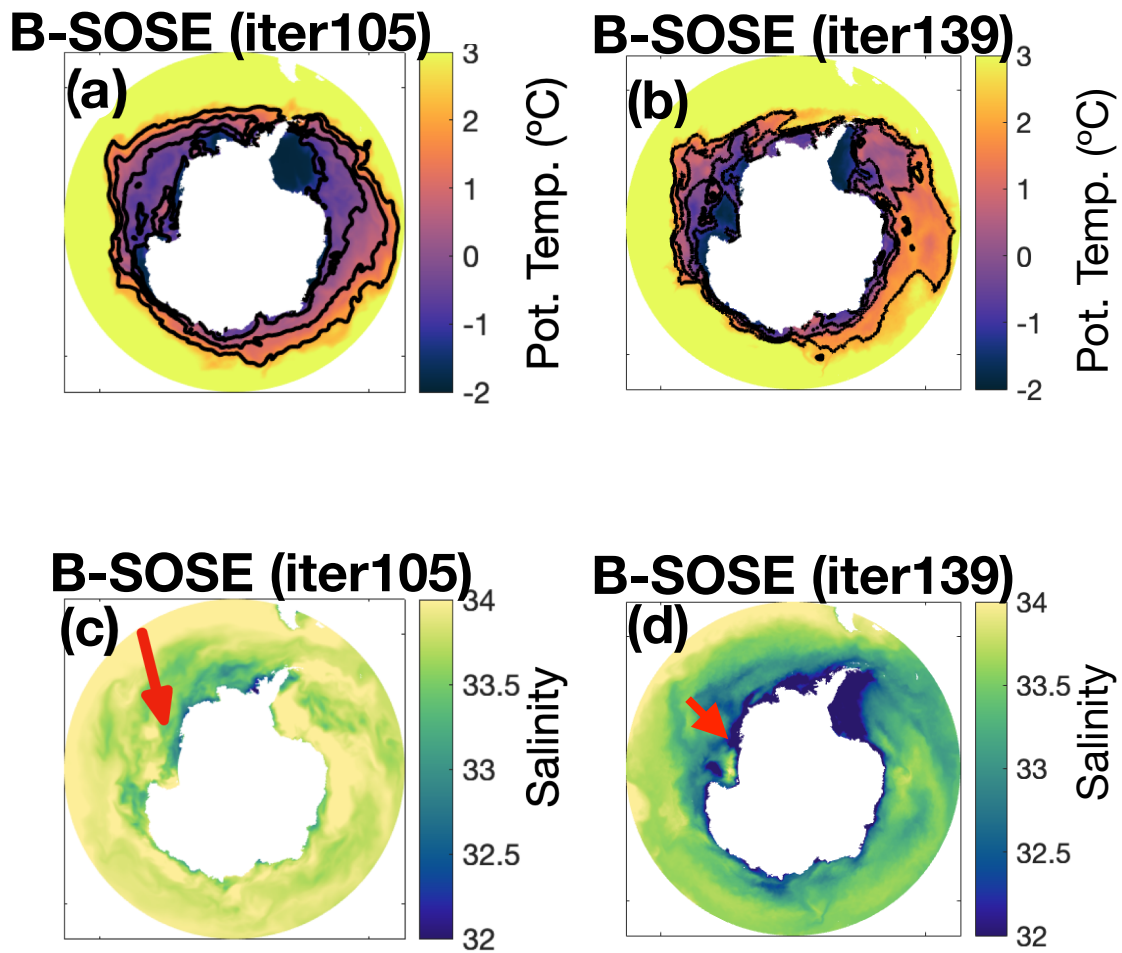 B-SOSE (iter105)
B-SOSE (iter139)
(a)
3
2
1
0
-1
-2
Pot. Temp. (ºC)
(b)
3
2
1
0
-1
-2
Pot. Temp. (ºC)
B-SOSE (iter105)
B-SOSE (iter139)
(c)
34
33.5
33
32.5
32
Salinity
(d)
34
33.5
33
32.5
32
Salinity